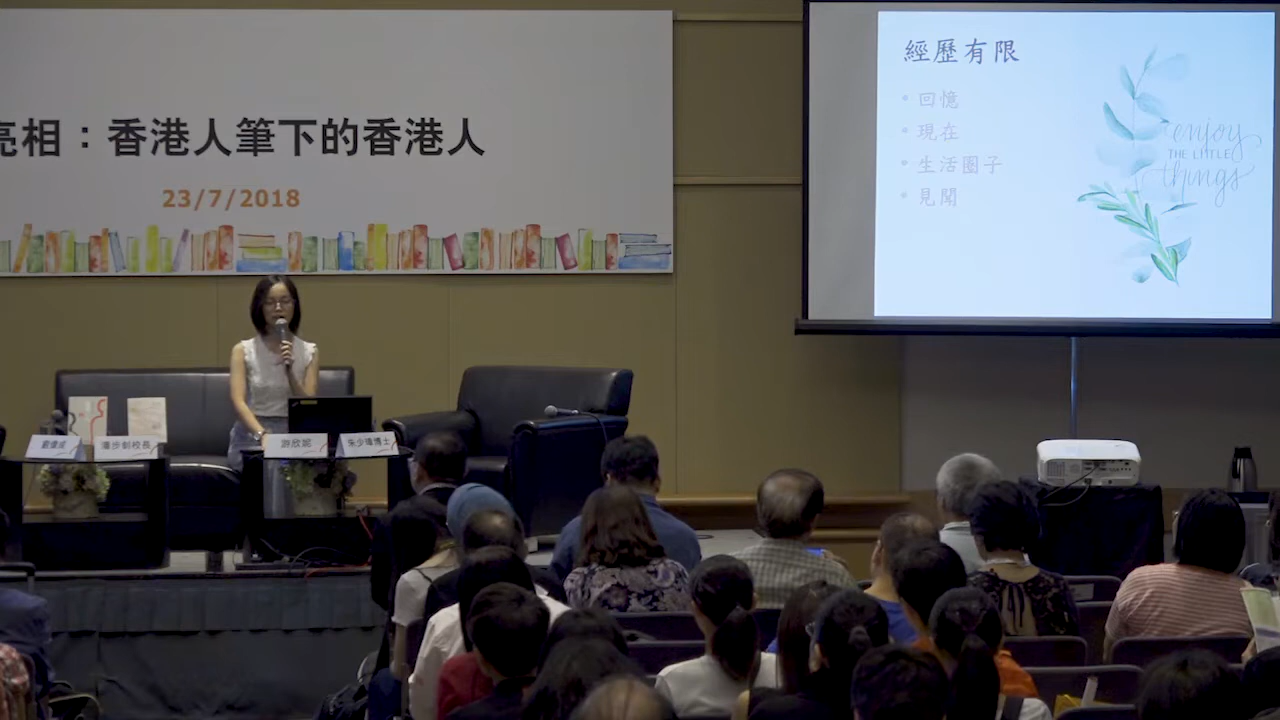 亮相：香港人筆下的香港人
23/7/2018
經歷有限
• 回憶
• 現在
• 生活圈子
• 見聞
enjoy
THE LITTLE
things
劉偉成
潘步釗校長
游欣妮
朱少璋博士